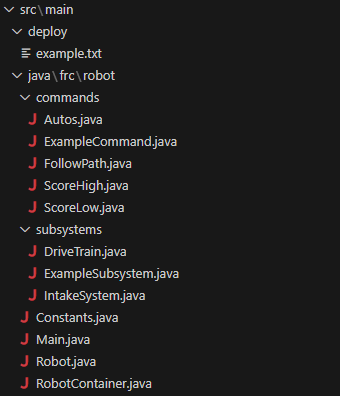 src\main
deploy
example.txt
java\frc\robot
commands
Autos.java
ExampleCommand.java
FollowPath.java
ScoreHigh.java
ScoreLow.java
subsystems
DriveTrain.java
ExampleSubsystem.java
IntakeSystem.java
Constants.java
Main.java
Robot.java
RobotContainer.java